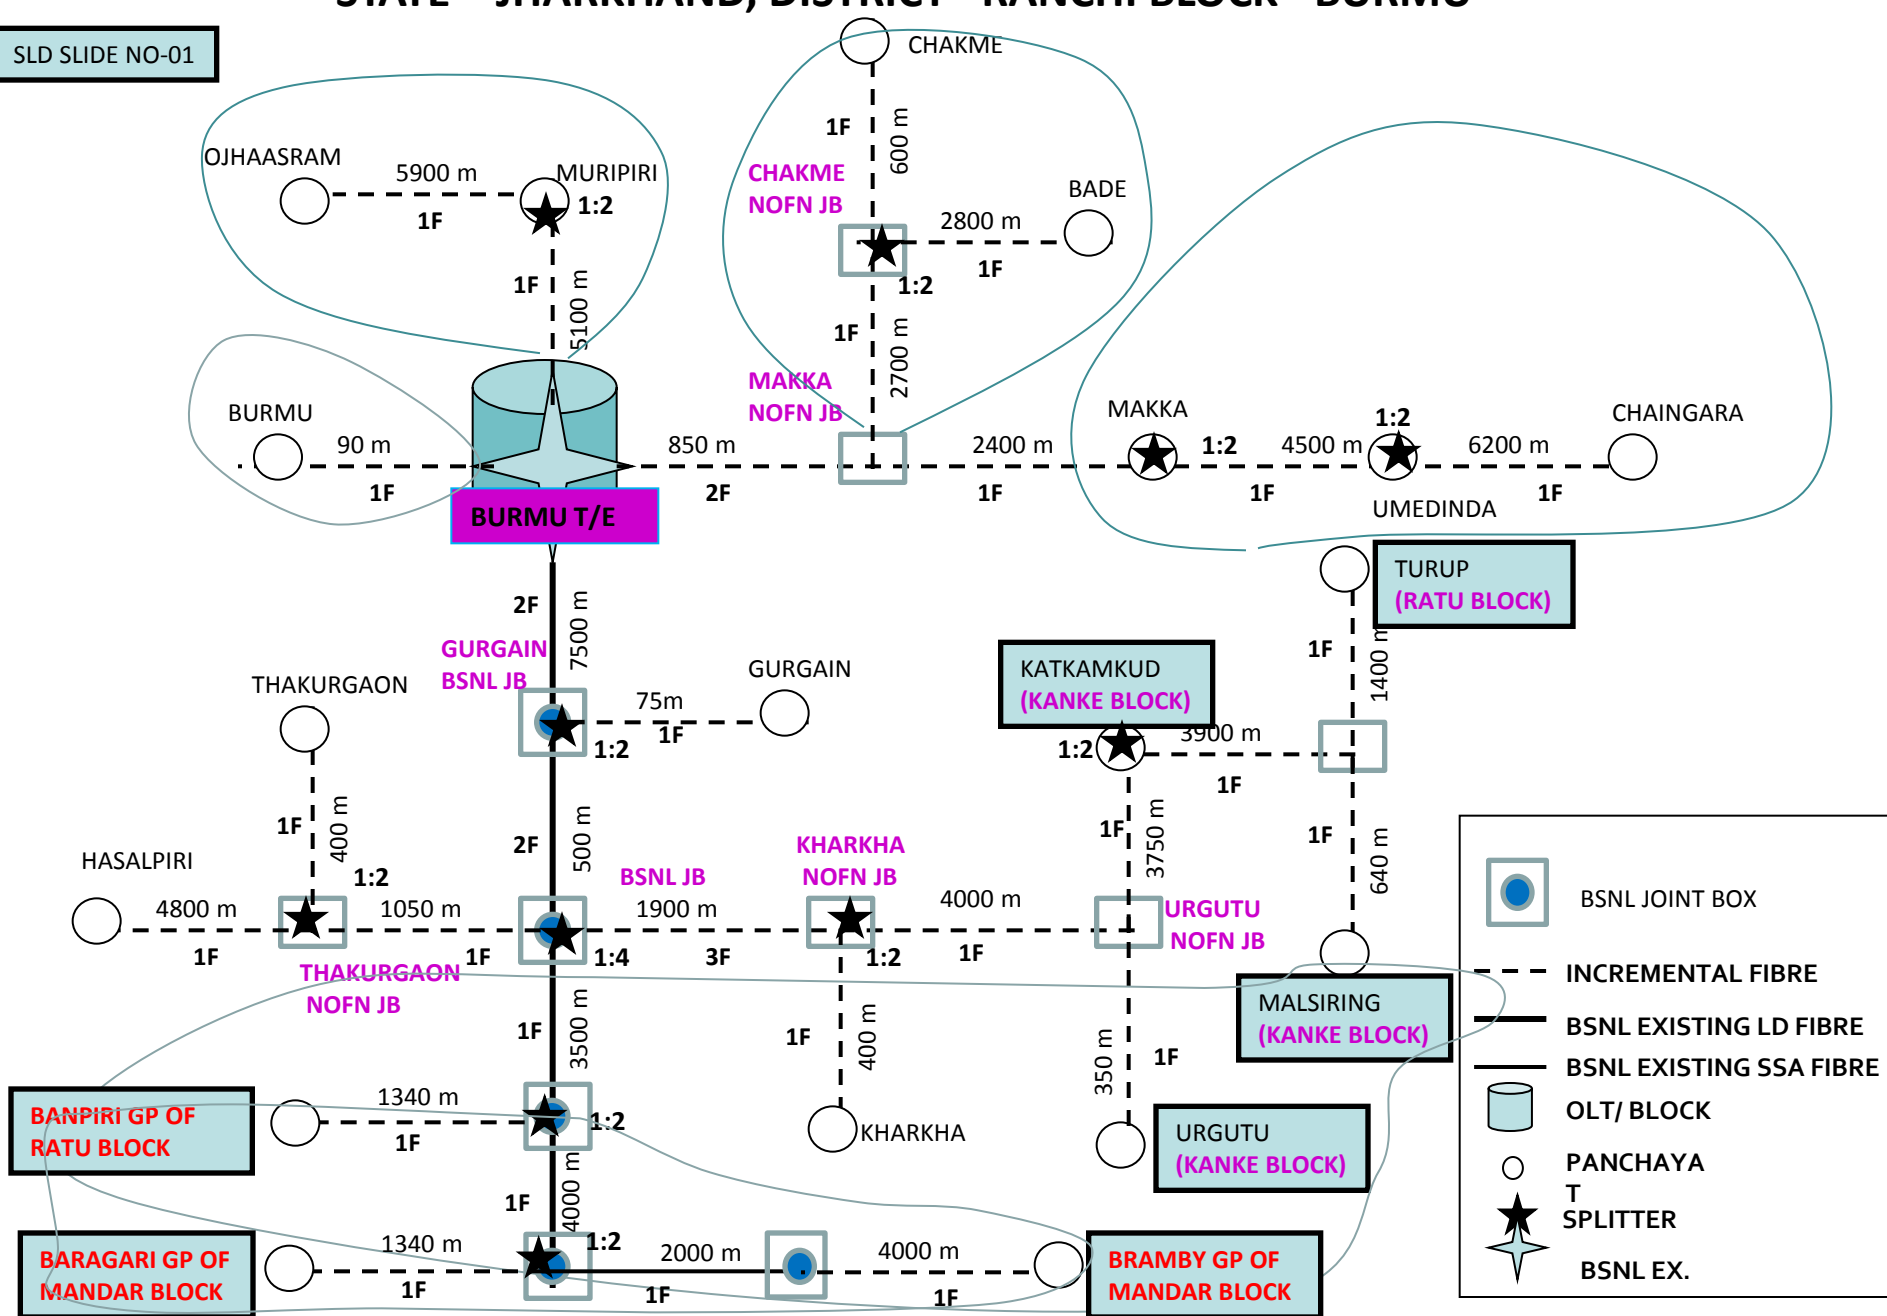 STATE – JHARKHAND, DISTRICT - RANCHI BLOCK - BURMU
SLD SLIDE NO-01
CHAKME
1F
600 m
OJHAASRAM
5900 m
1F
MURIPIRI
1:2
CHAKME
NOFN JB
BADE
2800 m
1F
1:2
1F
5100 m
1F
2700 m
MAKKA
NOFN JB
BURMU
90 m
1F
850 m
2F
2400 m
1F
MAKKA
1:2
4500 m
1F
1:2
UMEDINDA
6200 m
1F
CHAINGARA
BURMU T/E
TURUP
(RATU BLOCK)
2F
7500 m
1F
1400 m
GURGAIN
BSNL JB
75m
1F
1:2
GURGAIN
KATKAMKUD
(KANKE BLOCK)
1:2
3900 m
1F
THAKURGAON
1F
400 m
2F
500 m
1F
3750 m
1F
640 m
HASALPIRI
4800 m
1F
1:2
1050 m
1F
THAKURGAON
NOFN JB
BSNL JB
1900 m
1:4
3F
KHARKHA
NOFN JB
1:2
4000 m
1F
URGUTU
NOFN JB
MALSIRING
(KANKE BLOCK)
1F
3500 m
1F
400 m
350 m
1F
KHARKHA
URGUTU
(KANKE BLOCK)
BANPIRI GP OF
RATU BLOCK
1340 m
1F
1:2
1F
4000 m
BARAGARI GP OF
MANDAR BLOCK
1340 m
1F
1:2
2000 m
1F
4000 m
1F
BRAMBY GP OF
MANDAR BLOCK
BSNL JOINT BOX
INCREMENTAL FIBRE
BSNL EXISTING LD FIBRE
BSNL EXISTING SSA FIBRE
OLT/ BLOCK
PANCHAYA
T
SPLITTER
BSNL EX.